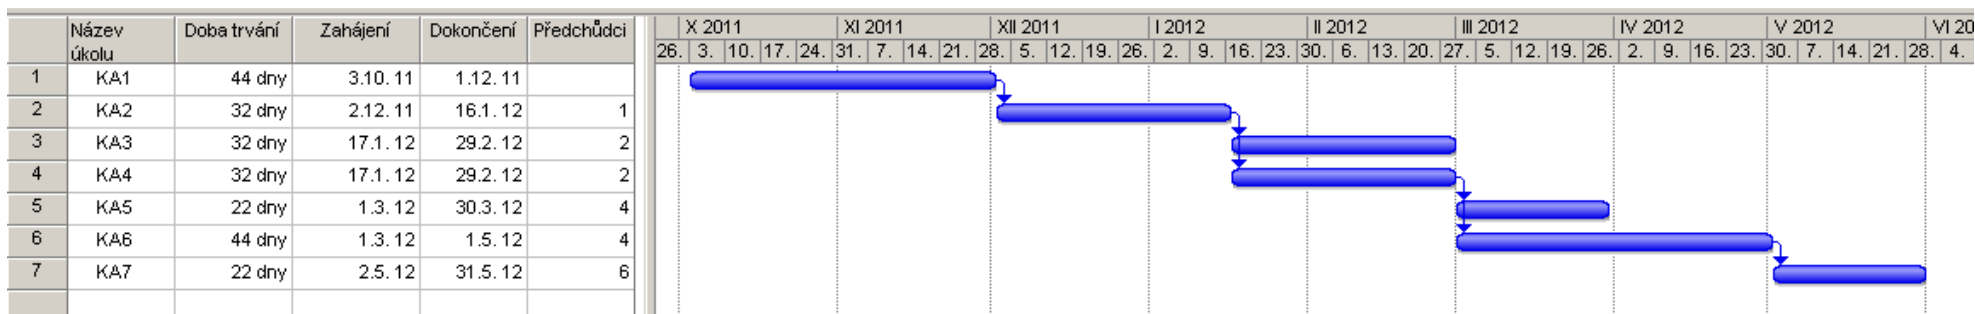 Název úkolu Doba trvání Zahájení Dokončení Předchůdci
X 2011 XI 2011 XII 2011 I 2012 II 2012 III 2012 IV 2012 V 2012 VI 20
26. 3. 10. 17. 24. 31. 7. 14. 21. 28. 5. 12. 19. 26. 2. 9. 16. 23. 30. 6. 13. 20. 27. 5. 12. 19. 26. 2. 9. 16. 23. 30. 7. 14. 21. 28. 4.
1 KA1 44 dny 3.10. 11 1.12. 11
2 KA2 32 dny 2.12. 11 16.1. 12 1
3 KA3 32 dny 17.1. 12 29.2. 12 2
4 KA4 32 dny 17.1. 12 29.2. 12 2
5 KA5 22 dny 1.3. 12 30.3. 12 4
6 KA6 44 dny 1.3. 12 1.5. 12 4
7 KA7 22 dny 2.5. 12 31.5. 12 6